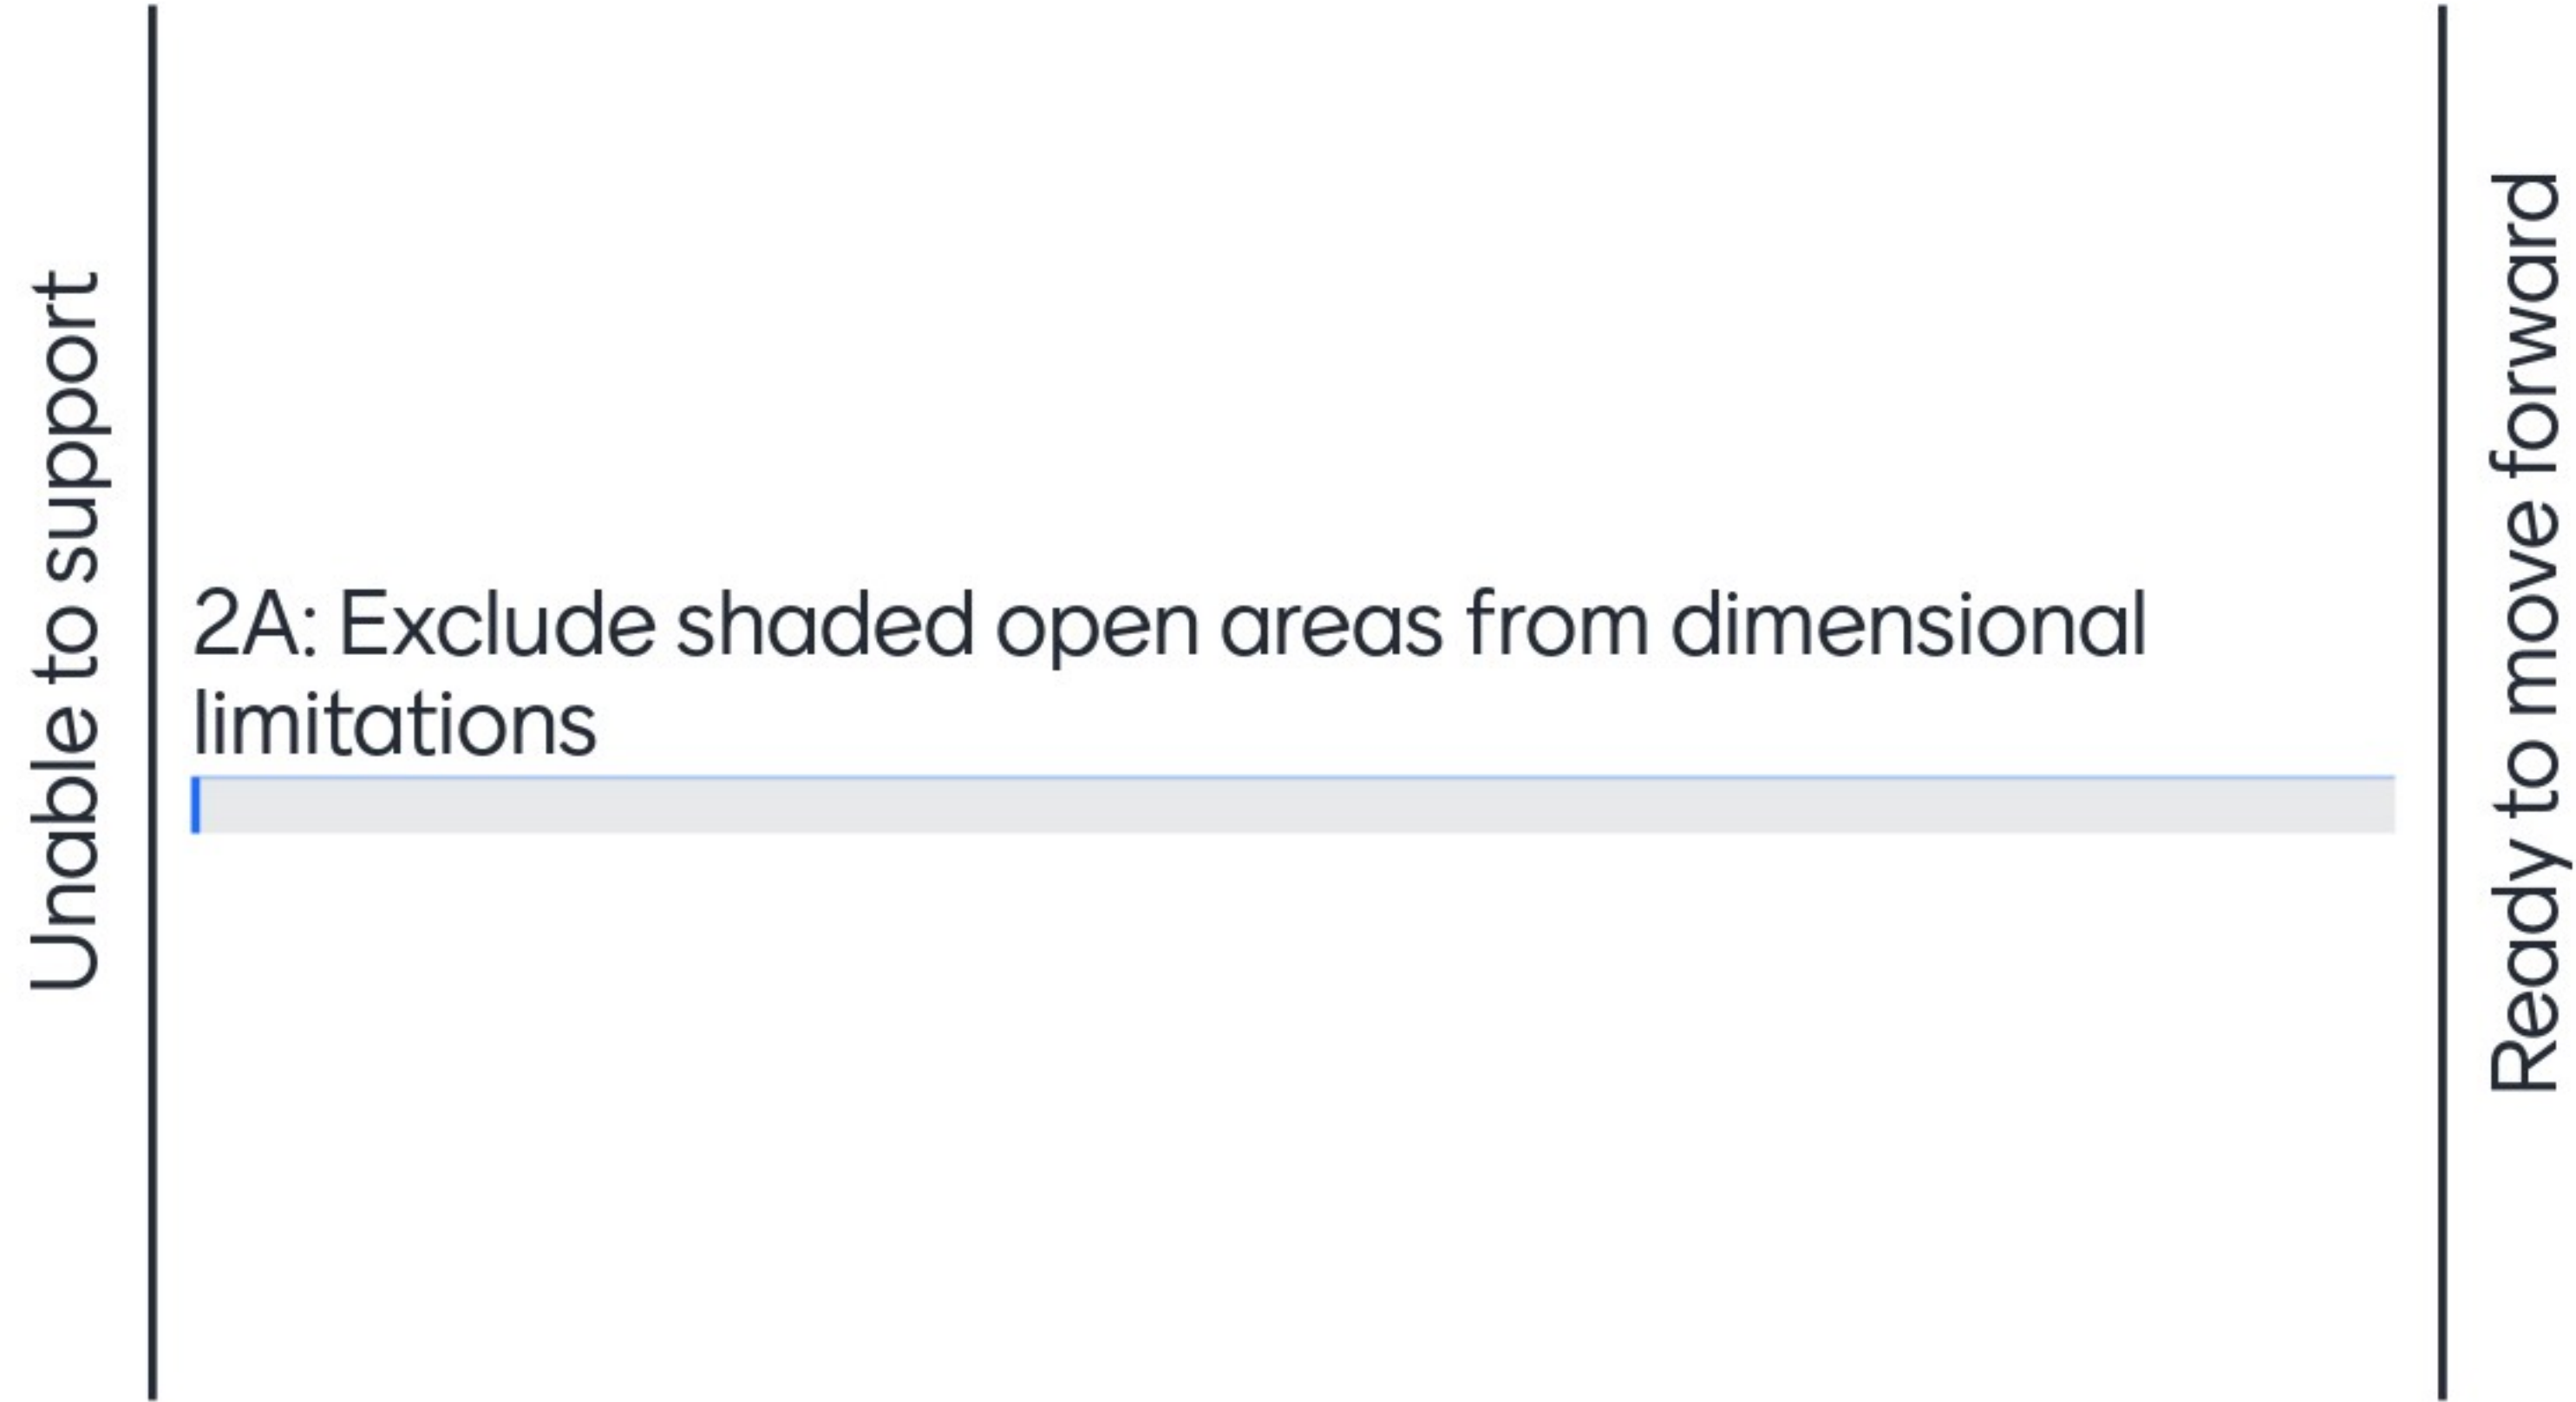 Unable to support
2A: Exclude shaded open areas from dimensional
limitations
Ready to move forward